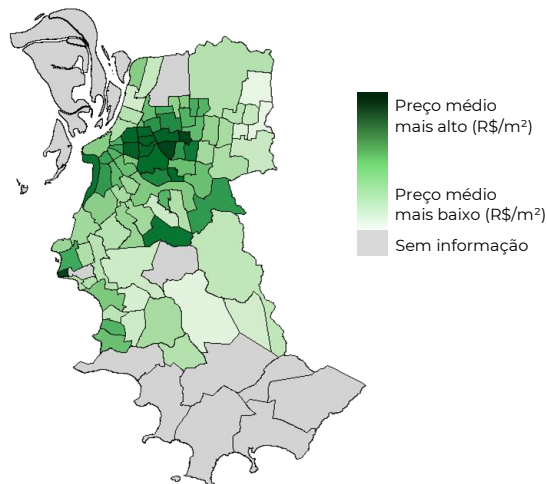 Preço médio
mais alto (R$/m²)
Preço médio
mais baixo (R$/m²)
Sem informação